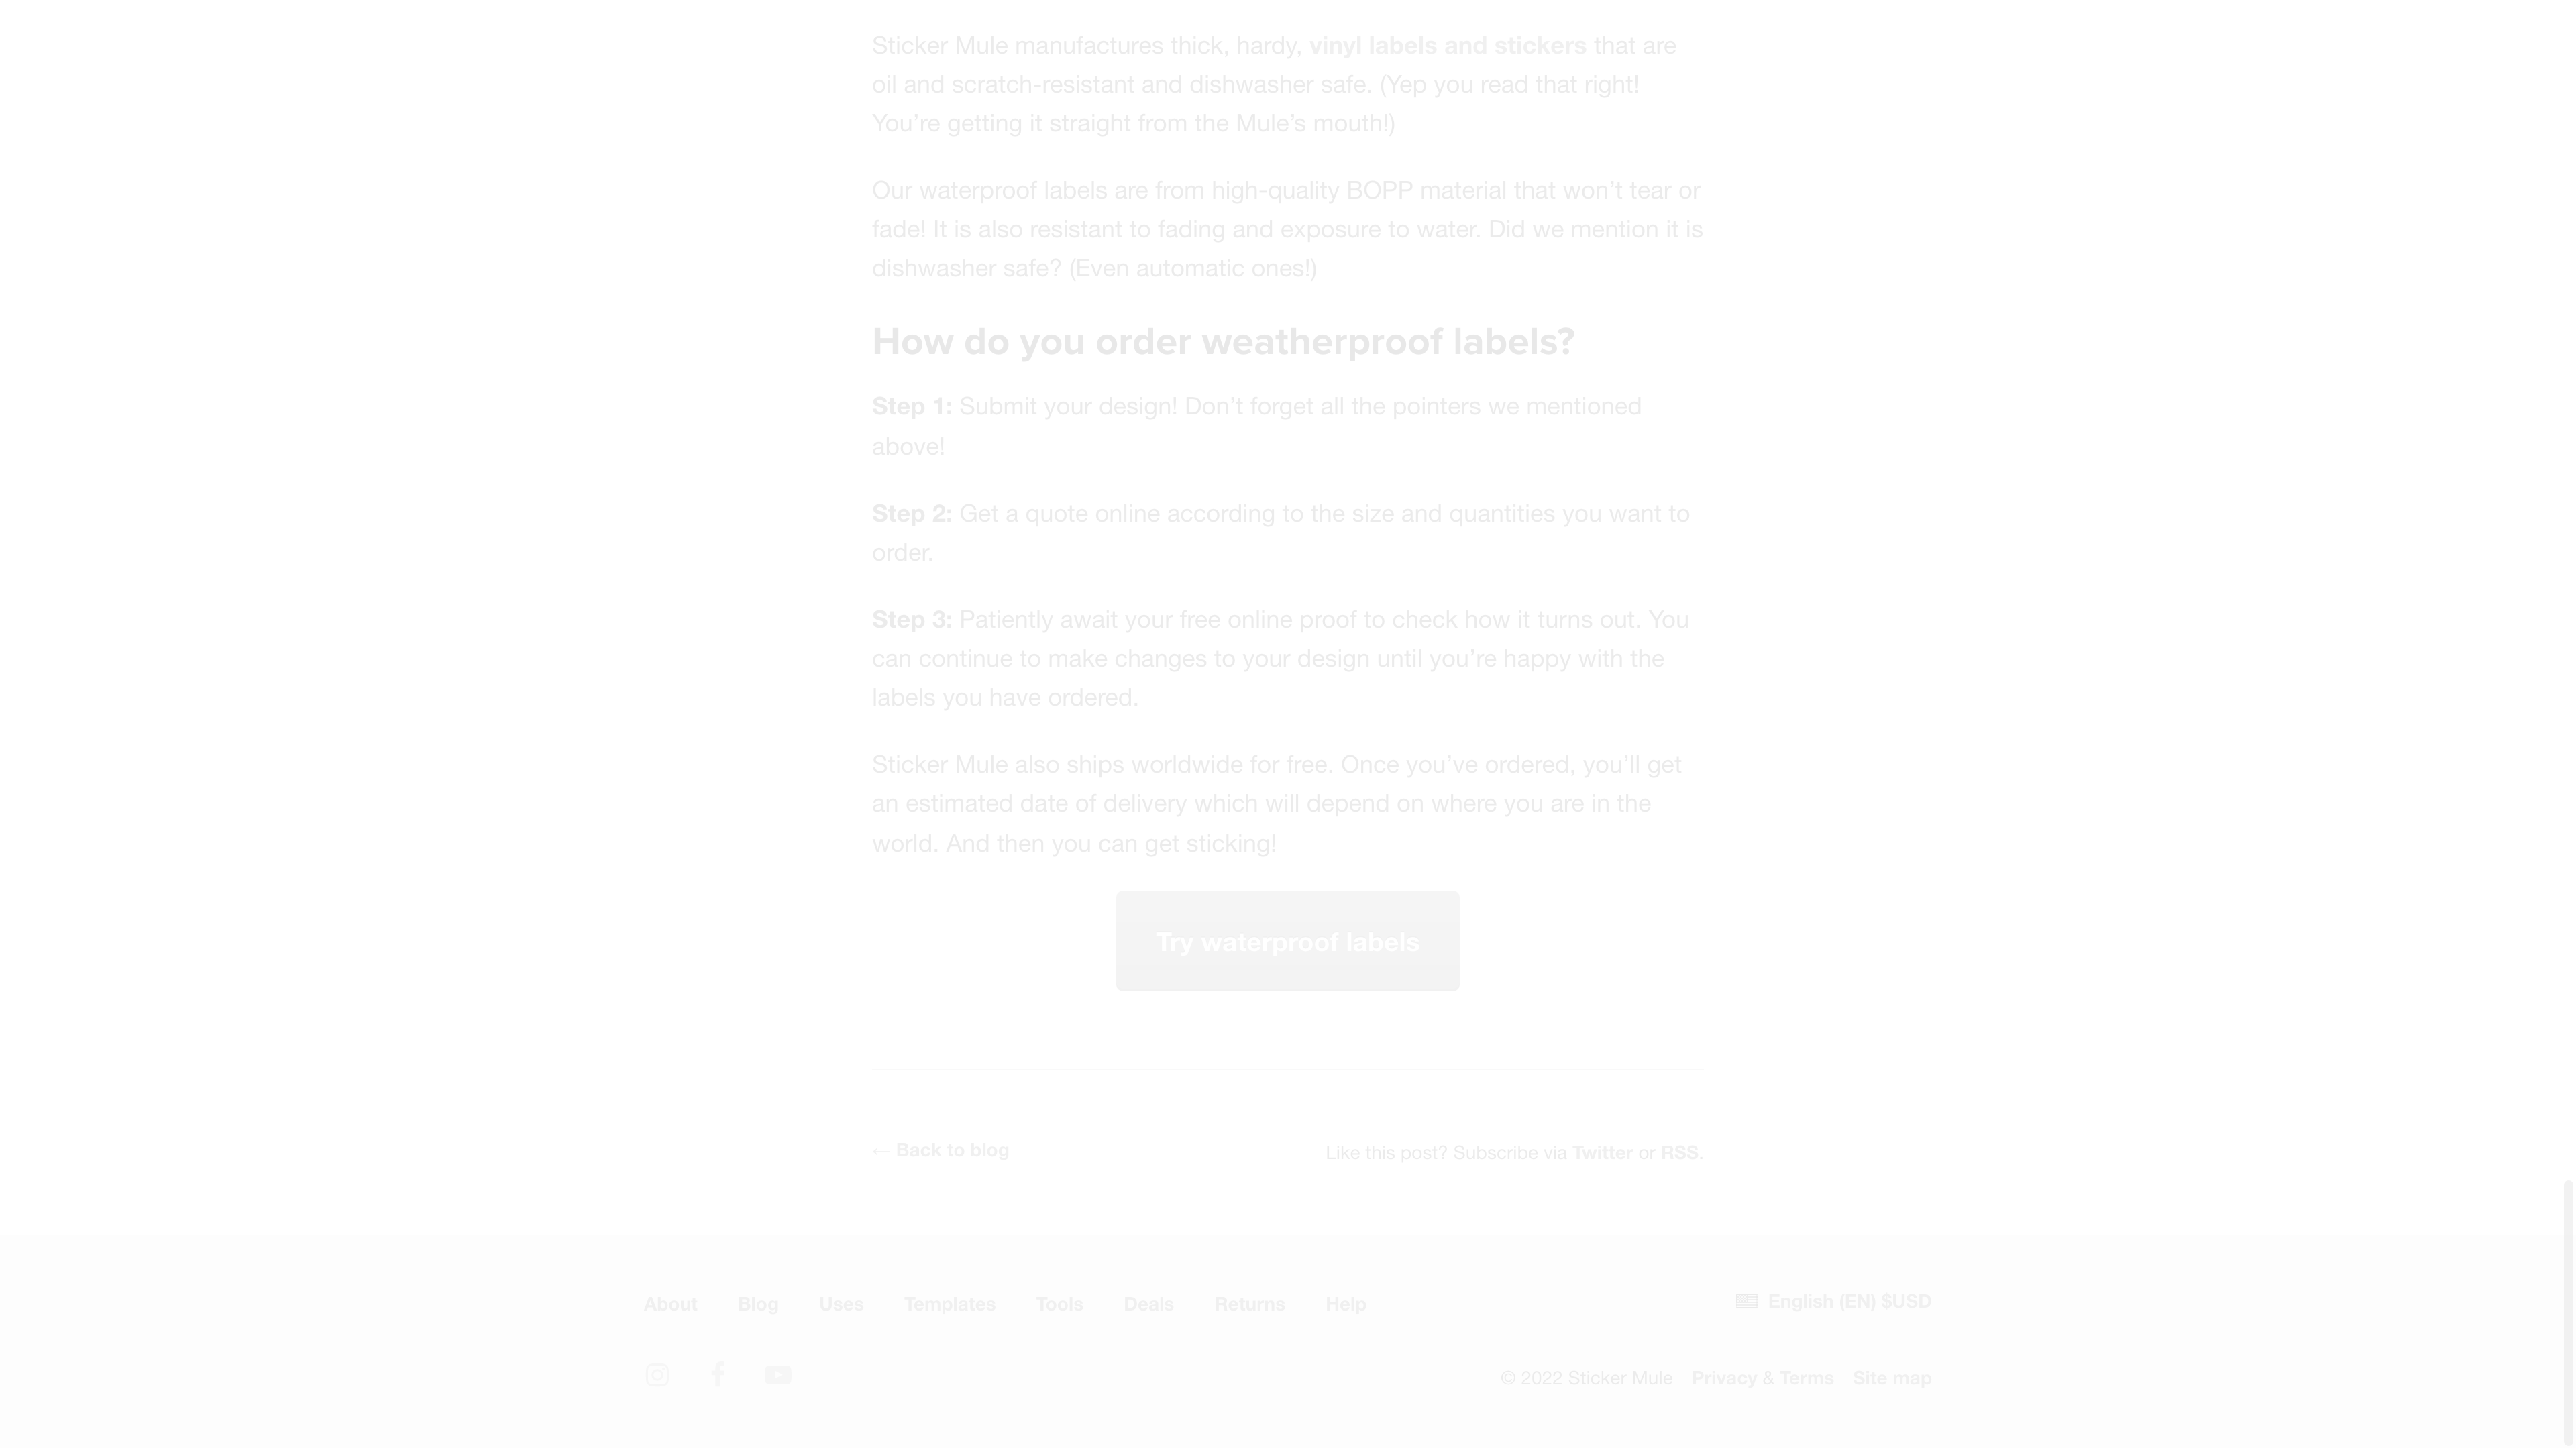 Sticker Mule manufactures thick, hardy, vinyl labels and stickers that are
oil and scratch-resistant and dishwasher safe. (Yep you read that right!
You’re getting it straight from the Mule’s mouth!)
Our waterproof labels are from high-quality BOPP material that won’t tear or
fade! It is also resistant to fading and exposure to water. Did we mention it is
dishwasher safe? (Even automatic ones!)
How do you order weatherproof labels?
Step 1: Submit your design! Don’t forget all the pointers we mentioned
above!
Step 2: Get a quote online according to the size and quantities you want to
order.
Step 3: Patiently await your free online proof to check how it turns out. You
can continue to make changes to your design until you’re happy with the
labels you have ordered.
Sticker Mule also ships worldwide for free. Once you’ve ordered, you’ll get
an estimated date of delivery which will depend on where you are in the
world. And then you can get sticking!
Try waterproof labels
← Back to blog
Like this post? Subscribe via Twitter or RSS.
About Blog Uses Templates Tools Deals Returns Help
English (EN) $USD
© 2022 Sticker Mule Privacy & Terms Site map